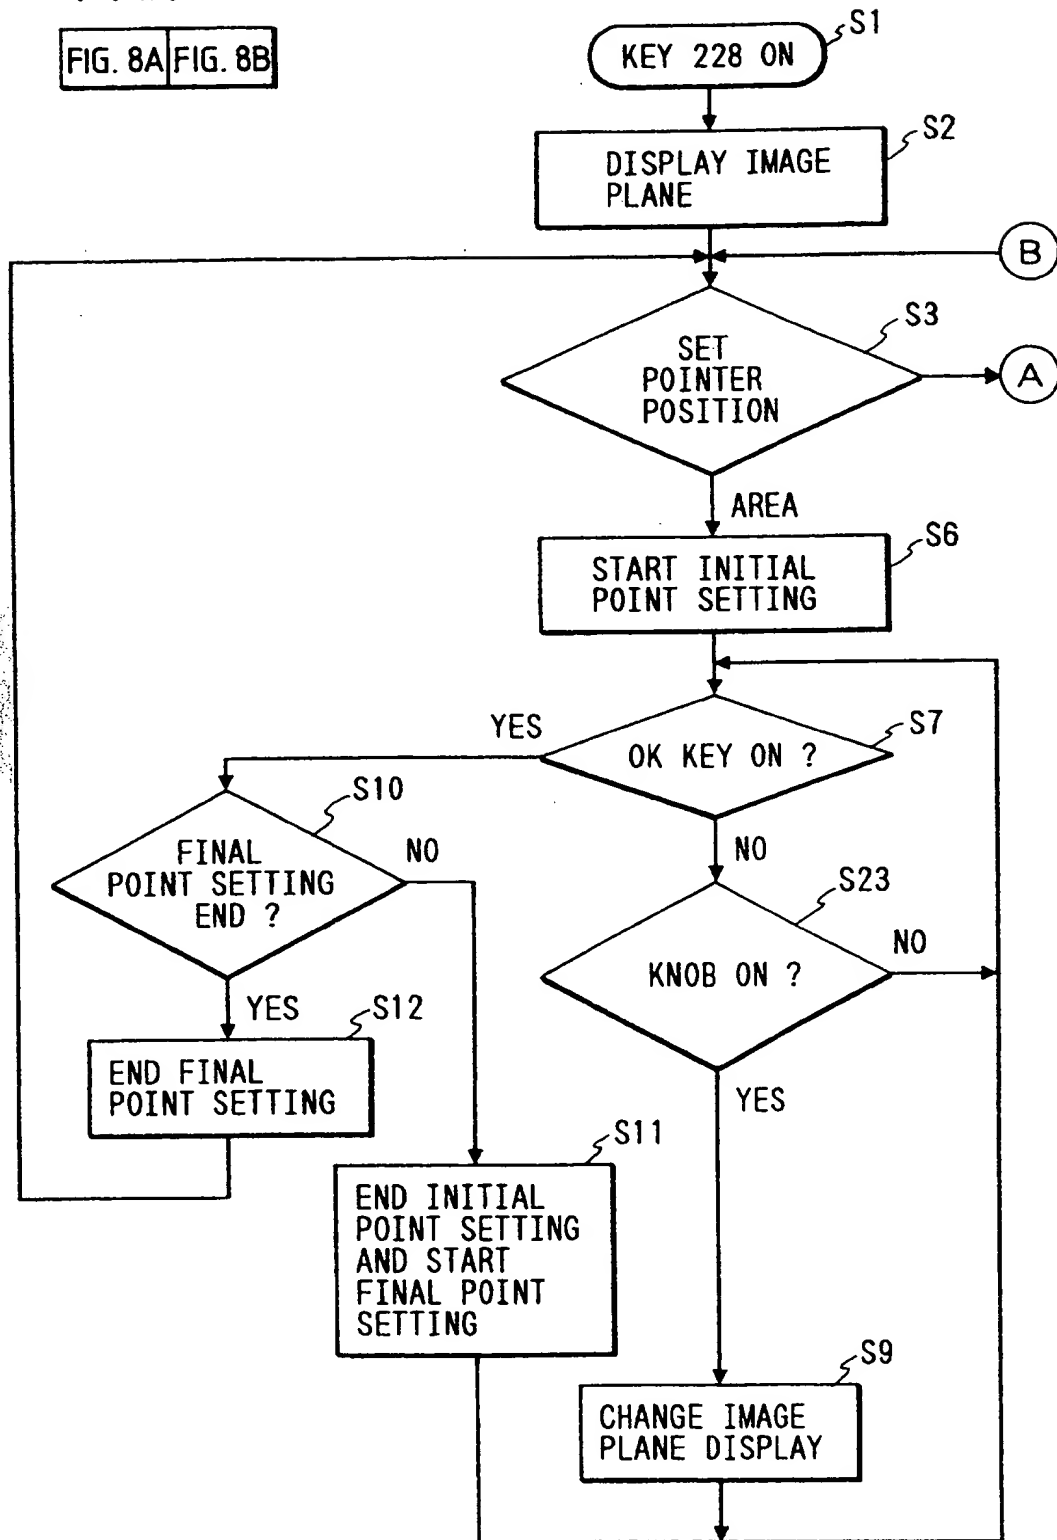 FIG. 8A FIG. 8B
KEY 228 ON
S1
DISPLAY IMAGE
PLANE
S2
B
SET
POINTER
POSITION
S3
A
AREA
START INITIAL
POINT SETTING
S6
YES
OK KEY ON ?
S7
S10
FINAL
POINT SETTING
END ?
NO
NO
S23
KNOB ON ?
NO
YES
S12
END FINAL
POINT SETTING
YES
S11
END INITIAL
POINT SETTING
AND START
FINAL POINT
SETTING
S9
CHANGE IMAGE
PLANE DISPLAY